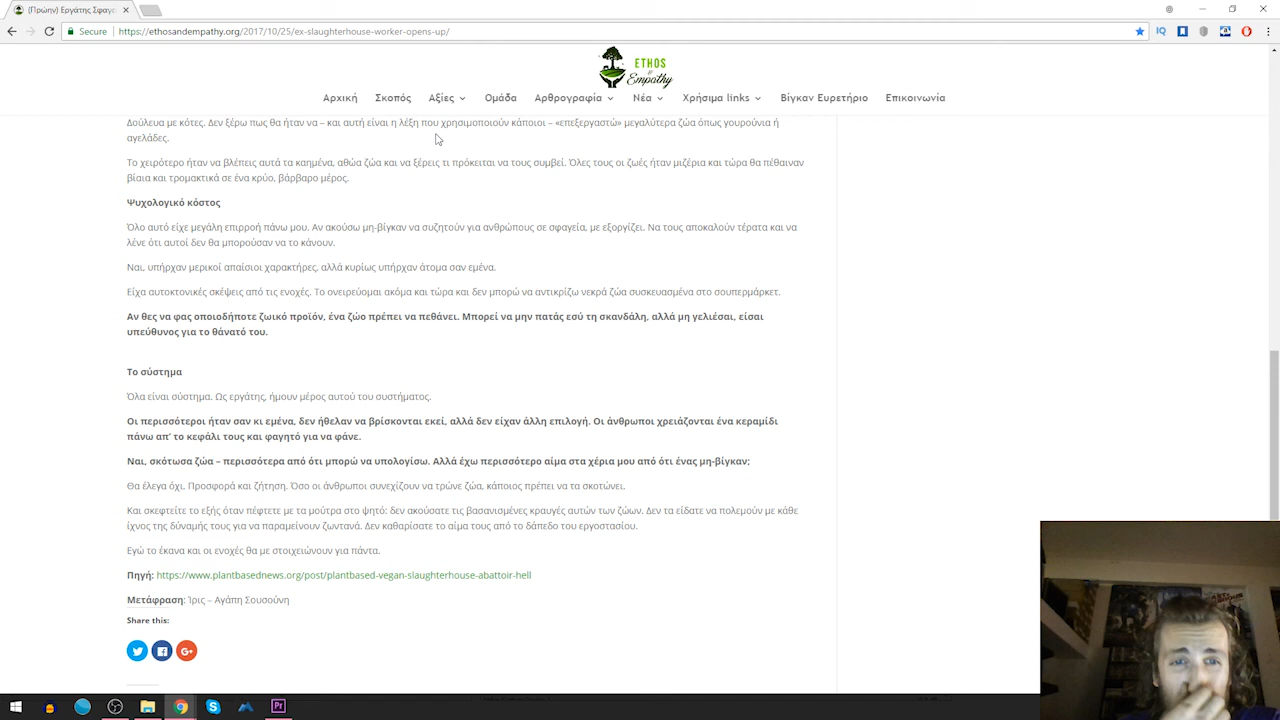 (Πρώην) Εργάτης Σφαγε
Secure
https://ethosandempathy.org/2017/10/25/ex-slaughterhouse-worker-opens-up/
ETHOS
&
Empathy
Αρχική Σκοπός Αξίες Ομάδα Αρθρογραφία Νέα Χρήσιμα links Βίγκαν Ευρετήριο Επικοινωνία
Δούλευα με κότες. Δεν ξέρω πως θα ήταν να – και αυτή είναι η λέξη που χρησιμοποιούν κάποιοι – «επεξεργαστώ» μεγαλύτερα ζώα όπως γουρούνια ή
αγελάδες.
Το χειρότερο ήταν να βλέπεις αυτά τα καημένα, αθώα ζώα και να ξέρεις τι πρόκειται να τους συμβεί. Όλες τους οι ζωές ήταν μιζέρια και τώρα θα πέθαιναν
βίαια και τρομακτικά σε ένα κρύο, βάρβαρο μέρος.
Ψυχολογικό κόστος
Όλο αυτό είχε μεγάλη επιρροή πάνω μου. Αν ακούσω μη-βίγκαν να συζητούν για ανθρώπους σε σφαγεία, με εξοργίζει. Να τους αποκαλούν τέρατα και να
λένε ότι αυτοί δεν θα μπορούσαν να το κάνουν.
Ναι, υπήρχαν μερικοί απαίσιοι χαρακτήρες, αλλά κυρίως υπήρχαν άτομα σαν εμένα.
Είχα αυτοκτονικές σκέψεις από τις ενοχές. Το ονειρεύομαι ακόμα και τώρα και δεν μπορώ να αντικρίζω νεκρά ζώα συσκευασμένα στο σουπερμάρκετ.
Αν θες να φας οποιοδήποτε ζωικό προϊόν, ένα ζώο πρέπει να πεθάνει. Μπορεί να μην πατάς εσύ τη σκανδάλη, αλλά μη γελιέσαι, είσαι
υπεύθυνος για το θάνατό του.
Το σύστημα
Όλα είναι σύστημα. Ως εργάτης, ήμουν μέρος αυτού του συστήματος.
Οι περισσότεροι ήταν σαν κι εμένα, δεν ήθελαν να βρίσκονται εκεί, αλλά δεν είχαν άλλη επιλογή. Οι άνθρωποι χρειάζονται ένα κεραμίδι
πάνω απ' το κεφάλι τους και φαγητό για να φάνε.
Ναι, σκότωσα ζώα – περισσότερα από ότι μπορώ να υπολογίσω. Αλλά έχω περισσότερο αίμα στα χέρια μου από ότι ένας μη-βίγκαν;
Θα έλεγα όχι. Προσφορά και ζήτηση. Όσο οι άνθρωποι συνεχίζουν να τρώνε ζώα, κάποιος πρέπει να τα σκοτώνει.
Και σκεφτείτε το εξής όταν πέφτετε με τα μούτρα στο ψητό: δεν ακούσατε τις βασανισμένες κραυγές αυτών των ζώων. Δεν τα είδατε να πολεμούν με κάθε
ίχνος της δύναμής τους για να παραμείνουν ζωντανά. Δεν καθαρίσατε το αίμα τους από το δάπεδο του εργοστασίου.
Εγώ το έκανα και οι ενοχές θα με στοιχειώνουν για πάντα.
Πηγή: https://www.plantbasednews.org/post/plantbased-vegan-slaughterhouse-abattoir-hell
Μετάφραση: Ίρις – Αγάπη Σουσούνη
Share this: